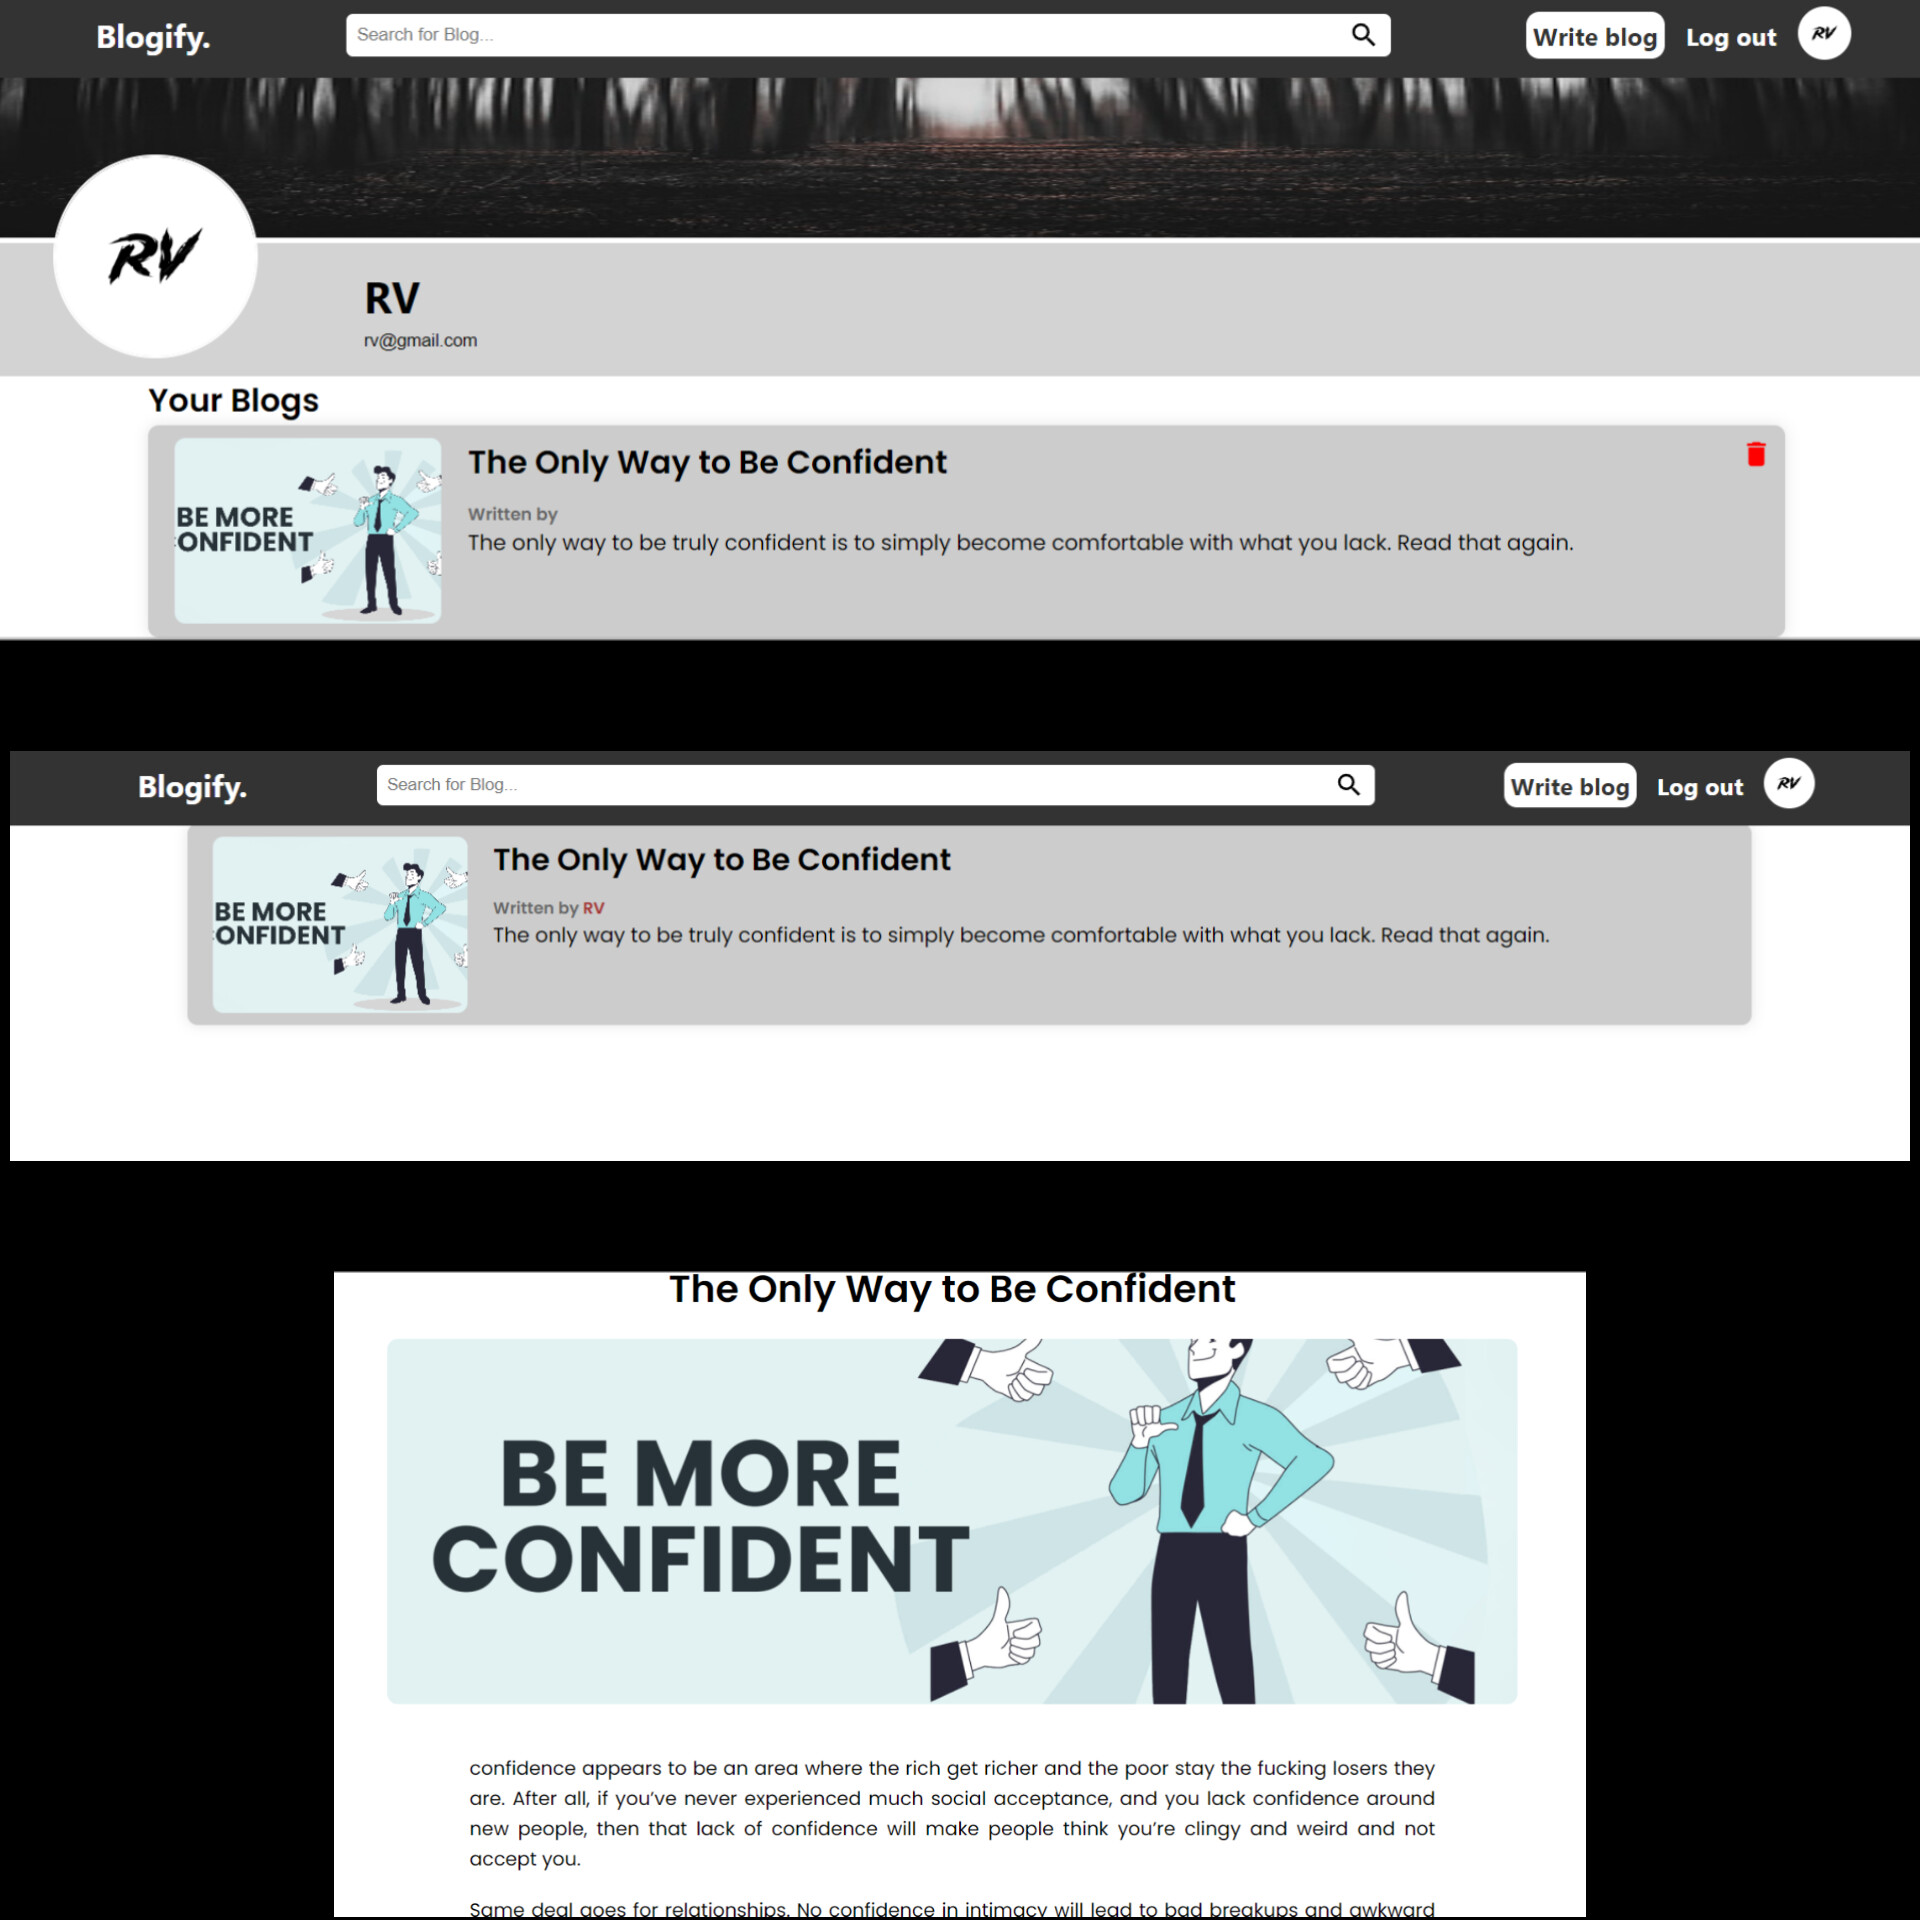 Blogify.
Search for Blog...
Write blog
Log out
RV
RV
RV
rv@gmail.com
Your Blogs
BE MORE
ONFIDENT
The Only Way to Be Confident
Written by
The only way to be truly confident is to simply become comfortable with what you lack. Read that again.
Blogify.
Search for Blog...
Write blog
Log out
RV
BE MORE
ONFIDENT
The Only Way to Be Confident
Written by RV
The only way to be truly confident is to simply become comfortable with what you lack. Read that again.
The Only Way to Be Confident
BE MORE
CONFIDENT
confidence appears to be an area where the rich get richer and the poor stay the fucking losers they
are. After all, if you’ve never experienced much social acceptance, and you lack confidence around
new people, then that lack of confidence will make people think you’re clingy and weird and not
accept you.
Same deal goes for relationships. No confidence in intimacy will lead to bad breakups and awkward